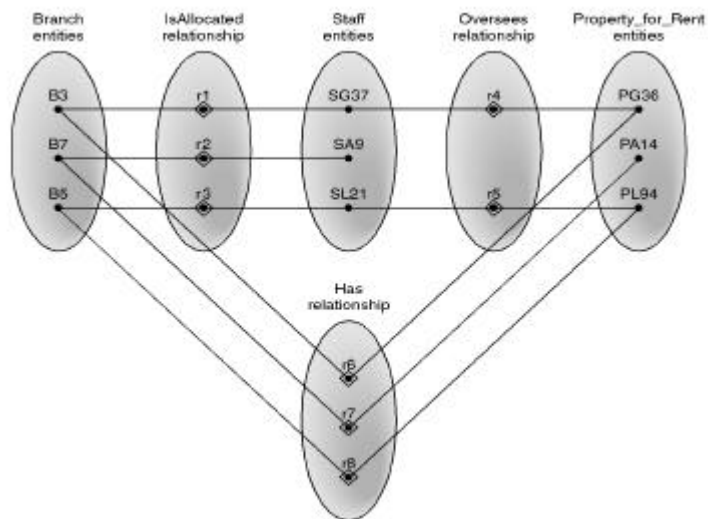 Branch entities
IsAllocated relationship
Staff entities
Oversees relationship
Property_for_Rent entities
B3
r1
SG37
r4
PG36
B7
r2
SA9
PA14
B5
r3
SL21
r5
PL94
Has relationship
r6
r7
r8